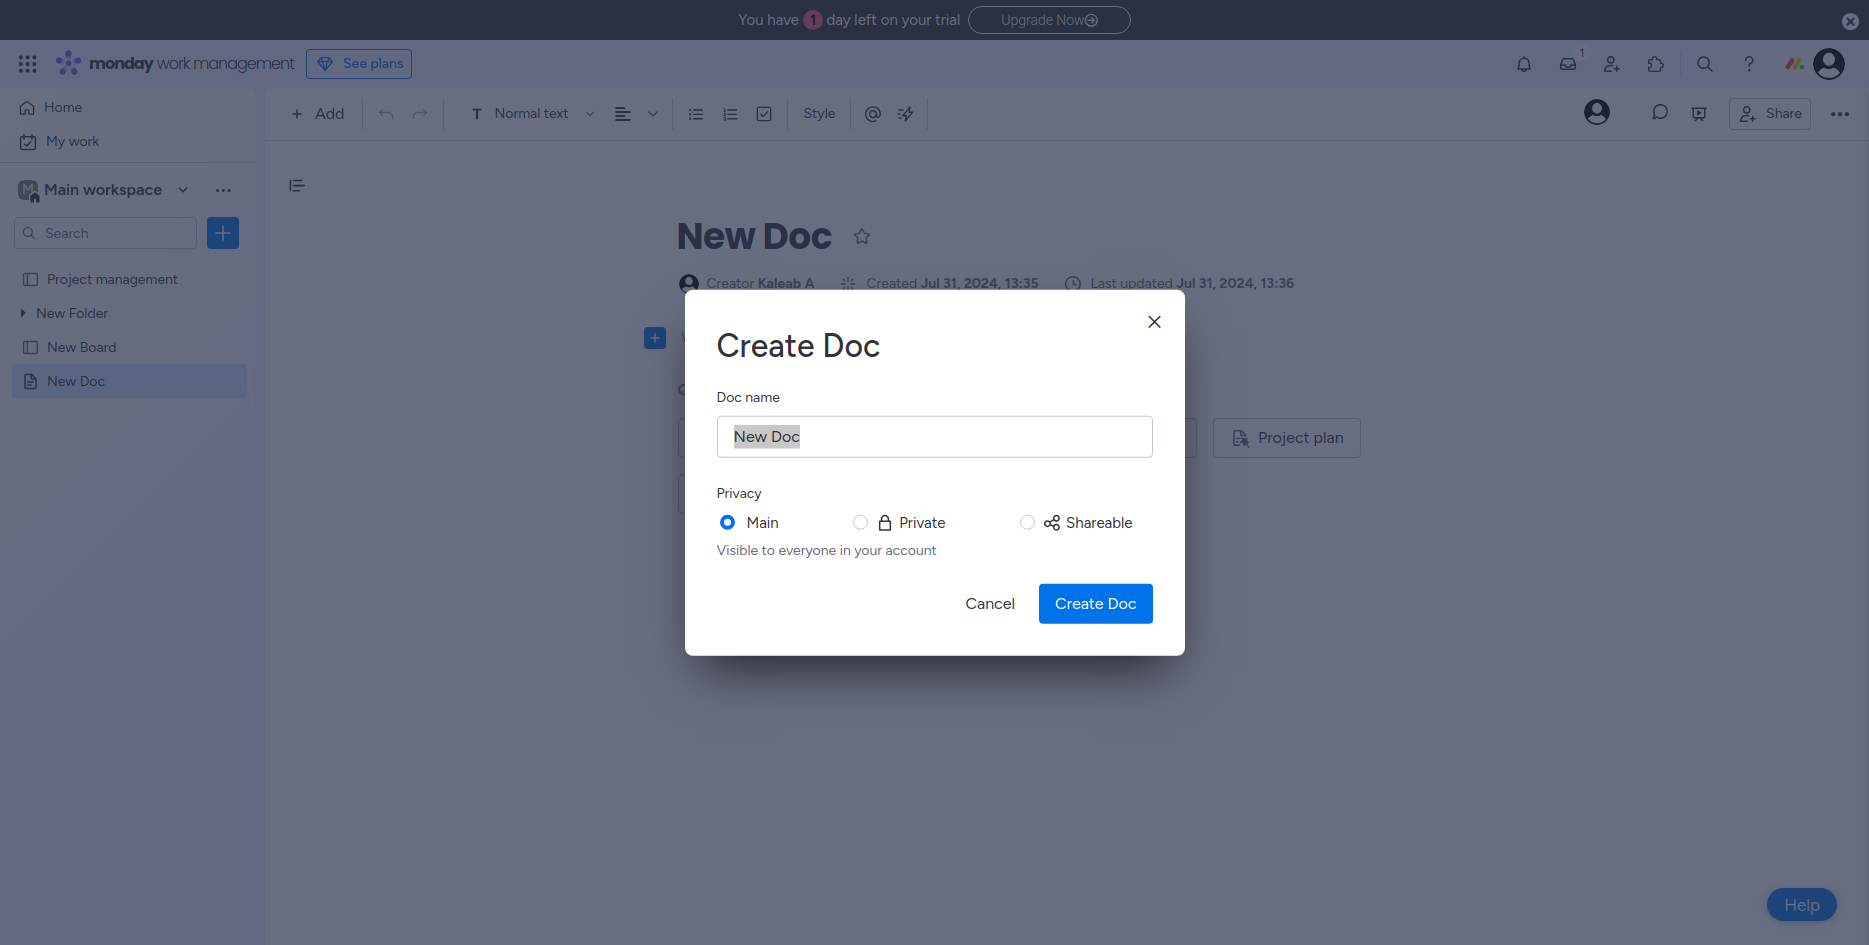 You have 1 day left on your trial Upgrade Now
monday work management See plans 1
Home
My work
M Main workspace
Search
Project management
New Folder
New Board
New Doc
Add Normal text Style Share
New Doc
Creator Kaleab A Created Jul 31, 2024, 13:35 Last updated Jul 31, 2024, 13:36
Project plan
Create Doc
Doc name
New Doc
Privacy
Main Private Shareable
Visible to everyone in your account
Cancel Create Doc
Help